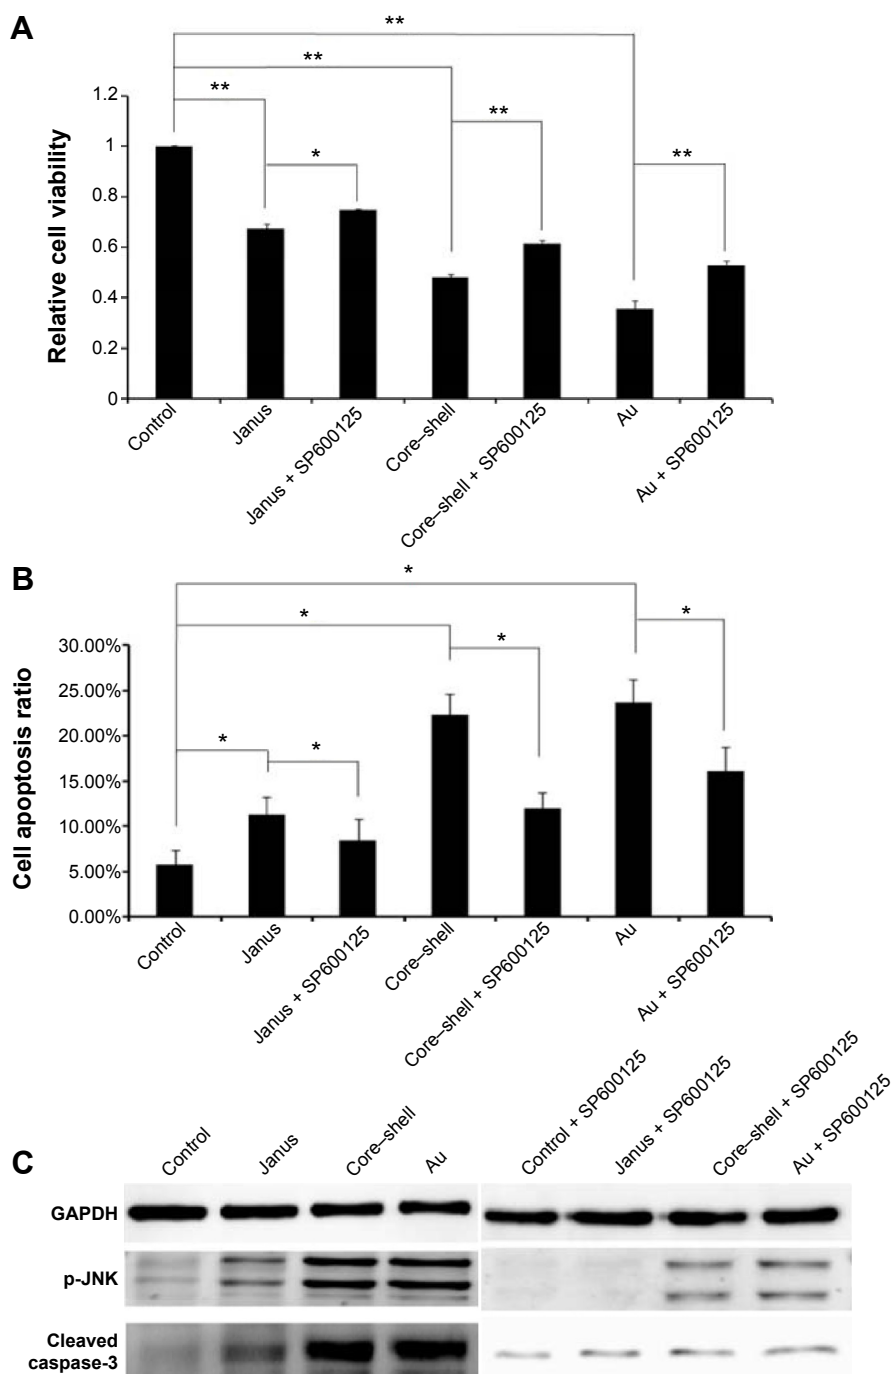 A
**
**
**
**
*
**
1.2
1
0.8
0.6
0.4
0.2
0
Relative cell viability
Control
Janus
Janus + SP600125
Core–shell
Core–shell + SP600125
Au
Au + SP600125
B
*
*
*
*
*
*
30.00%
25.00%
20.00%
15.00%
10.00%
5.00%
0.00%
Cell apoptosis ratio
Control
Janus
Janus + SP600125
Core–shell
Core–shell + SP600125
Au
Au + SP600125
C
Control
Janus
Core–shell
Au
Control + SP600125
Janus + SP600125
Core–shell + SP600125
Au + SP600125
GAPDH
p-JNK
Cleaved
caspase-3